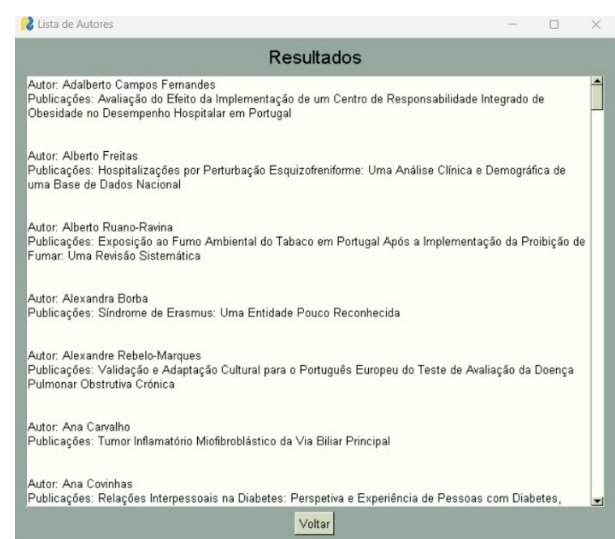 Lista de Autores
Resultados
Autor: Adalberto Campos Fernandes
Publicações: Avaliação do Efeito da Implementação de um Centro de Responsabilidade Integrado de
Obesidade no Desempenho Hospitalar em Portugal
Autor: Alberto Freitas
Publicações: Hospitalizações por Perturbação Esquizofreniforme: Uma Análise Clínica e Demográfica de
uma Base de Dados Nacional
Autor: Alberto Ruano-Ravina
Publicações: Exposição ao Fumo Ambiental do Tabaco em Portugal Após a Implementação da Proibição de
Fumar: Uma Revisão Sistemática
Autor: Alexandra Borba
Publicações: Síndrome de Erasmus: Uma Entidade Pouco Reconhecida
Autor: Alexandre Rebelo-Marques
Publicações: Validação e Adaptação Cultural para o Português Europeu do Teste de Avaliação da Doença
Pulmonar Obstrutiva Crónica
Autor: Ana Carvalho
Publicações: Tumor Inflamatório Miofibroblástico da Via Biliar Principal
Autor: Ana Covinhas
Publicações: Relações Interpessoais na Diabetes: Perspetiva e Experiência de Pessoas com Diabetes,
Voltar